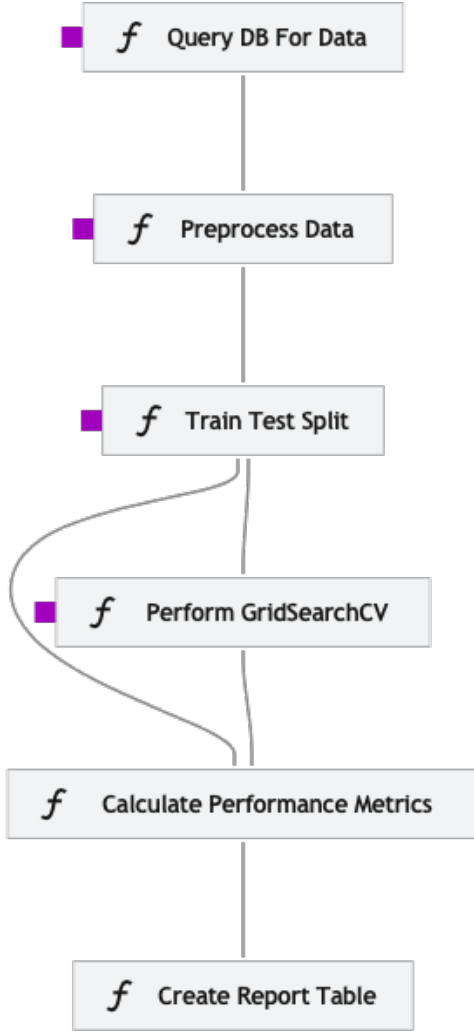 f Query DB For Data
f Preprocess Data
f Train Test Split
f Perform GridSearchCV
f Calculate Performance Metrics
f Create Report Table